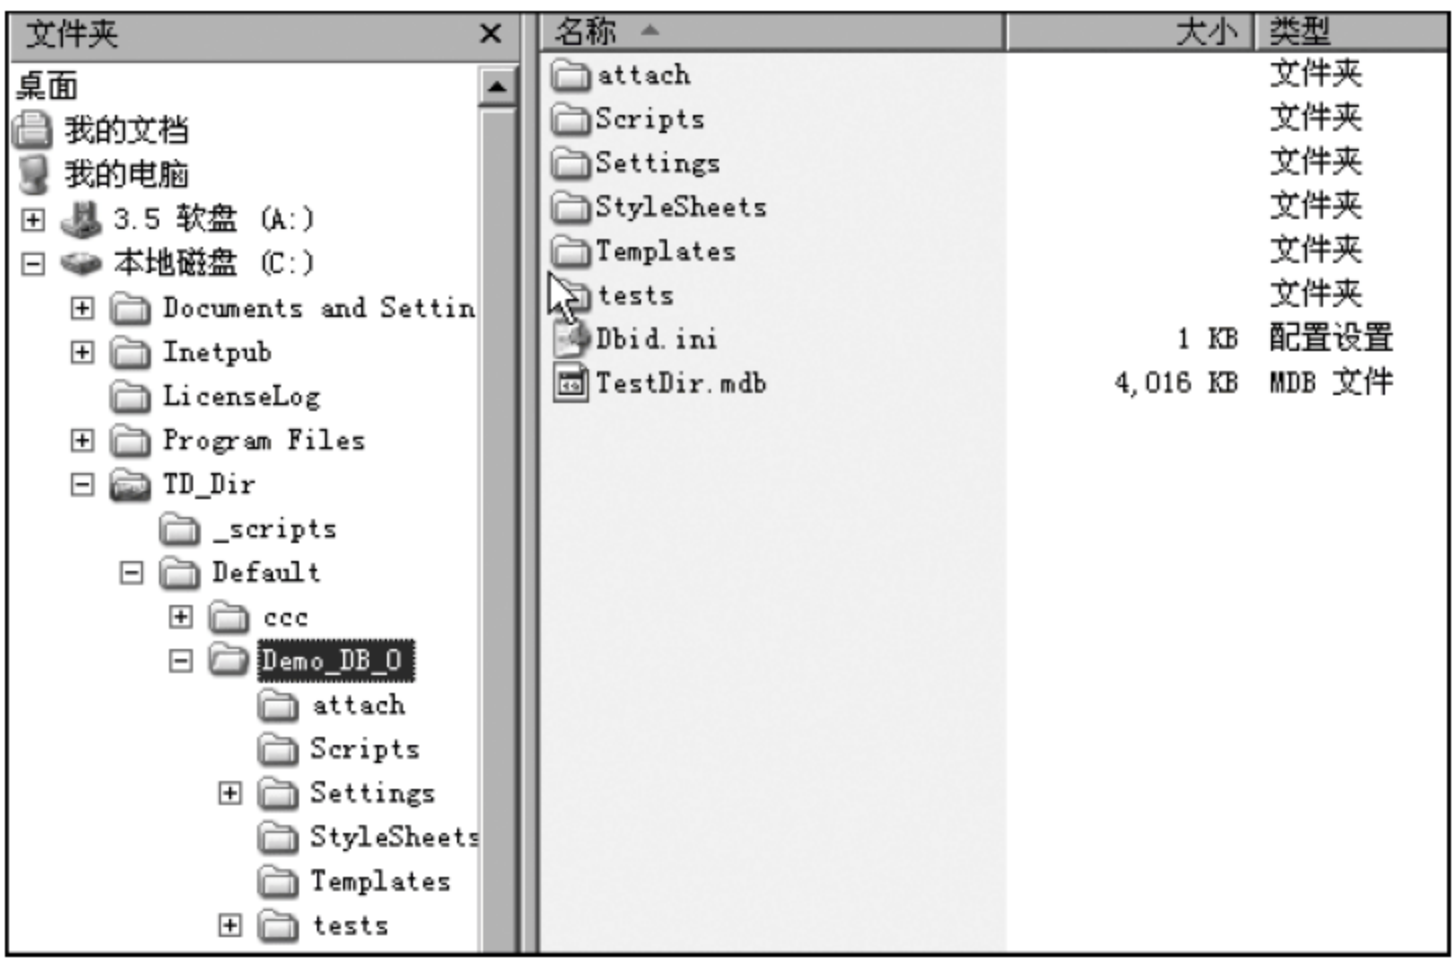 文件夹
桌面
我的文档
我的电脑
3.5 软盘 (A:)
本地磁盘 (C:)
Documents and Settin
Inetpub
LicenseLog
Program Files
TD_Dir
_scripts
Default
ccc
Demo_DB_O
attach
Scripts
Settings
StyleSheets
Templates
tests
名称 大小 类型
attach 文件夹
Scripts 文件夹
Settings 文件夹
StyleSheets 文件夹
Templates 文件夹
tests 文件夹
Dbid.ini 1 KB 配置设置
TestDir.mdb 4,016 KB MDB 文件